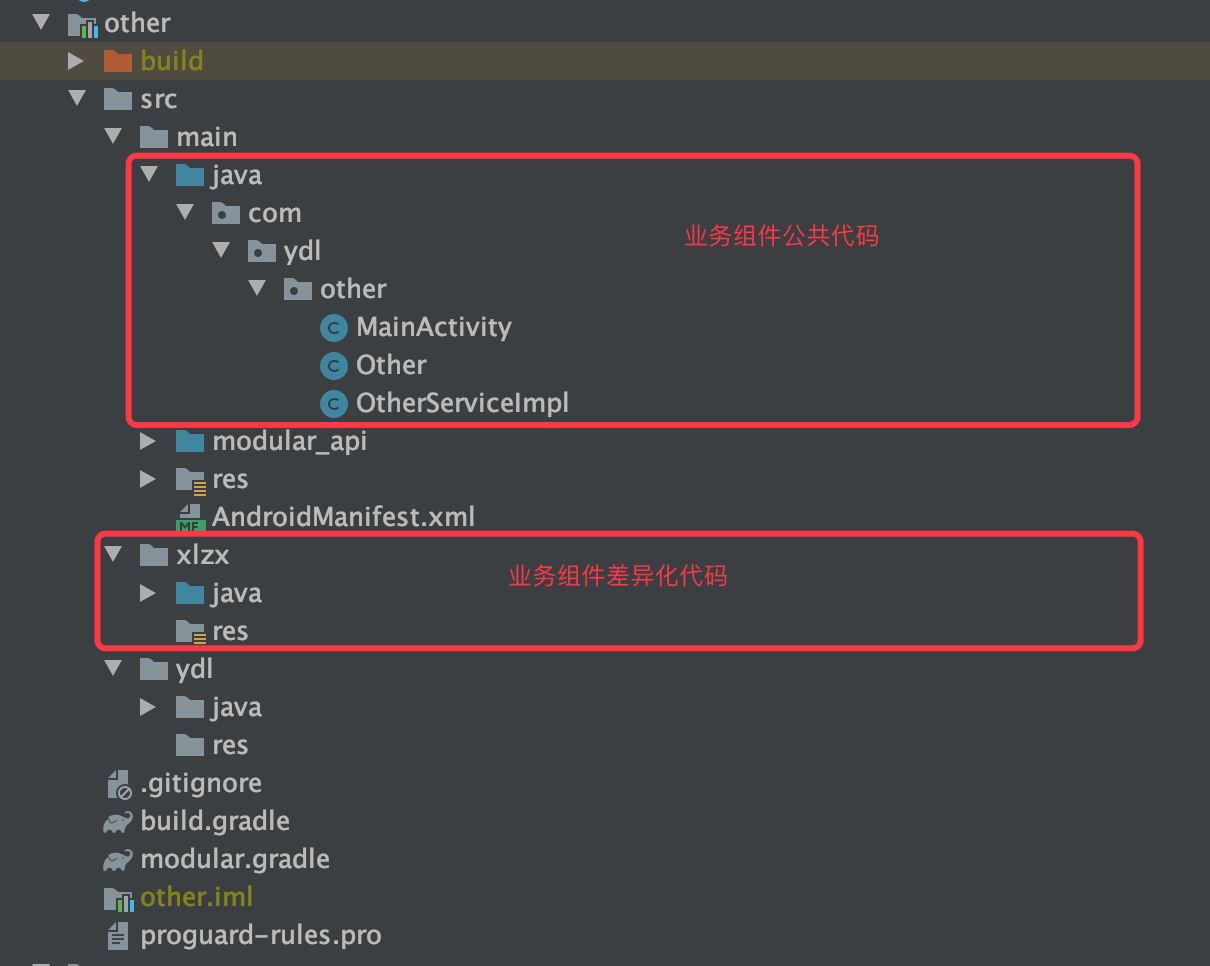 other
build
src
main
java
com
业务组件公共代码
ydl
other
C MainActivity
C Other
C OtherServiceImpl
modular_api
res
MF AndroidManifest.xml
xlzx
业务组件差异化代码
java
res
ydl
java
res
.gitignore
build.gradle
modular.gradle
other.iml
proguard-rules.pro